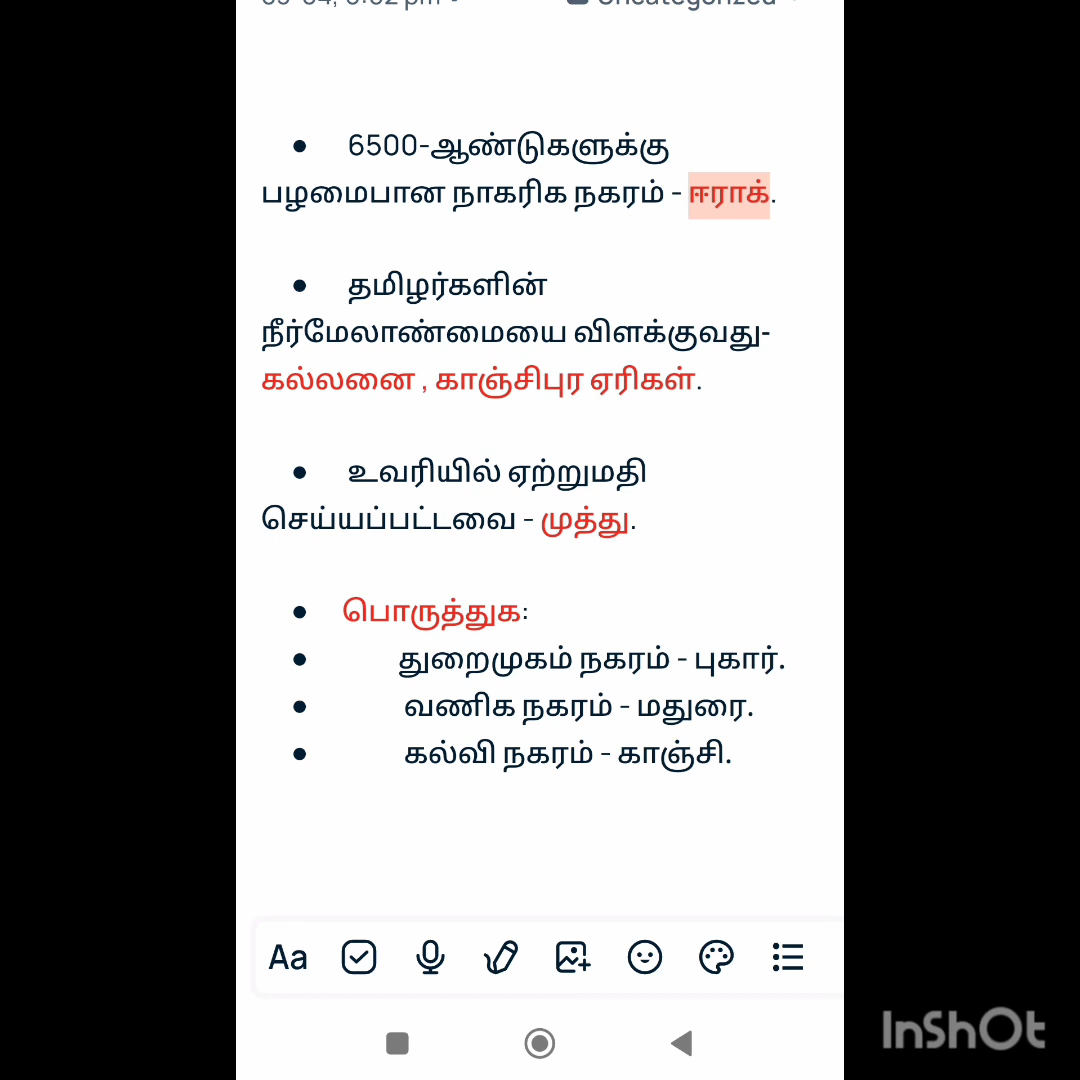 6500-ஆண்டுகளுக்கு
பழமைபான நாகரிக நகரம் - ஈராக்.
தமிழர்களின்
நீர்மேலாண்மையை விளக்குவது-
கல்லனை , காஞ்சிபுர ஏரிகள்.
உவரியில் ஏற்றுமதி
செய்யப்பட்டவை - முத்து.
பொருத்துக:
துறைமுகம் நகரம் - புகார்.
வணிக நகரம் - மதுரை.
கல்வி நகரம் - காஞ்சி.
Aa
InShOt